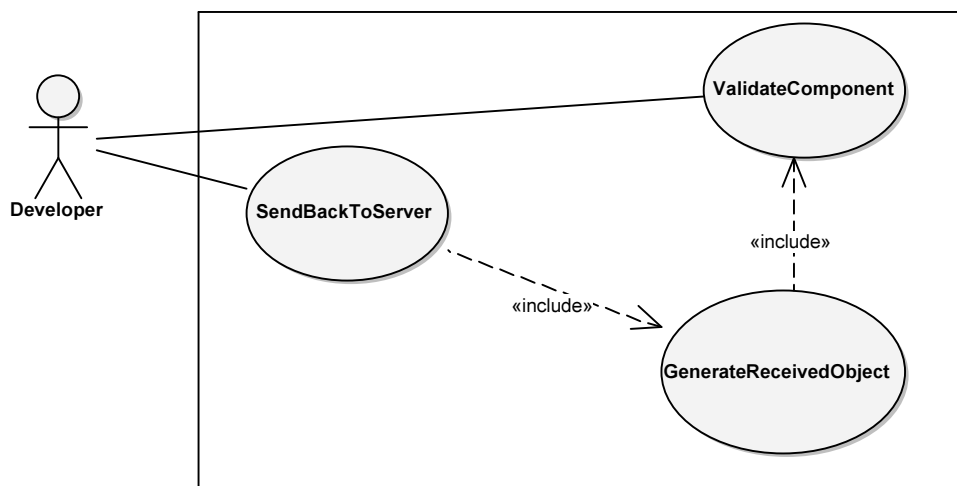 ValidateComponent
Developer
SendBackToServer
«include»
«include»
GenerateReceivedObject